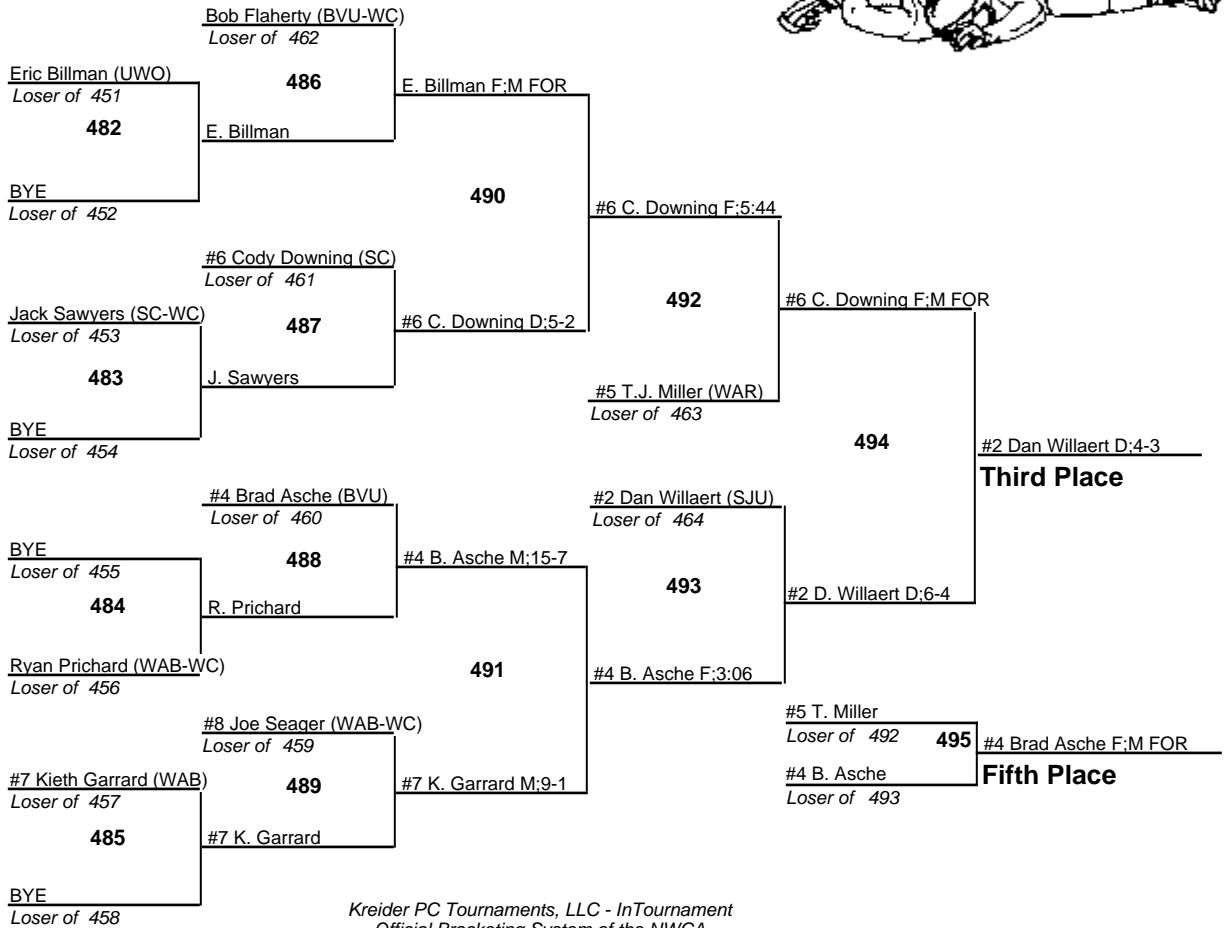 Bob Flaherty (BVU-WC)
Loser of 462
Eric Billman (UWO)
Loser of 451
486
E. Billman F;M FOR
482
E. Billman
BYE
Loser of 452
490
#6 C. Downing F;5:44
#6 Cody Downing (SC)
Loser of 461
Jack Sawyers (SC-WC)
Loser of 453
487
#6 C. Downing D;5-2
492
#6 C. Downing F;M FOR
483
J. Sawyers
#5 T.J. Miller (WAR)
Loser of 463
BYE
Loser of 454
494
#2 Dan Willaert D;4-3
Third Place
#4 Brad Asche (BVU)
Loser of 460
#2 Dan Willaert (SJU)
Loser of 464
BYE
Loser of 455
488
#4 B. Asche M;15-7
493
484
R. Prichard
#2 D. Willaert D;6-4
Ryan Prichard (WAB-WC)
Loser of 456
491
#4 B. Asche F;3:06
#8 Joe Seager (WAB-WC)
Loser of 459
#5 T. Miller
Loser of 492
495
#4 Brad Asche F;M FOR
Fifth Place
#4 B. Asche
Loser of 493
#7 Kieth Garrard (WAB)
Loser of 457
489
#7 K. Garrard M;9-1
485
#7 K. Garrard
BYE
Loser of 458
Kreider PC Tournaments, LLC - InTournament
Official Bracketing System of the NWCA